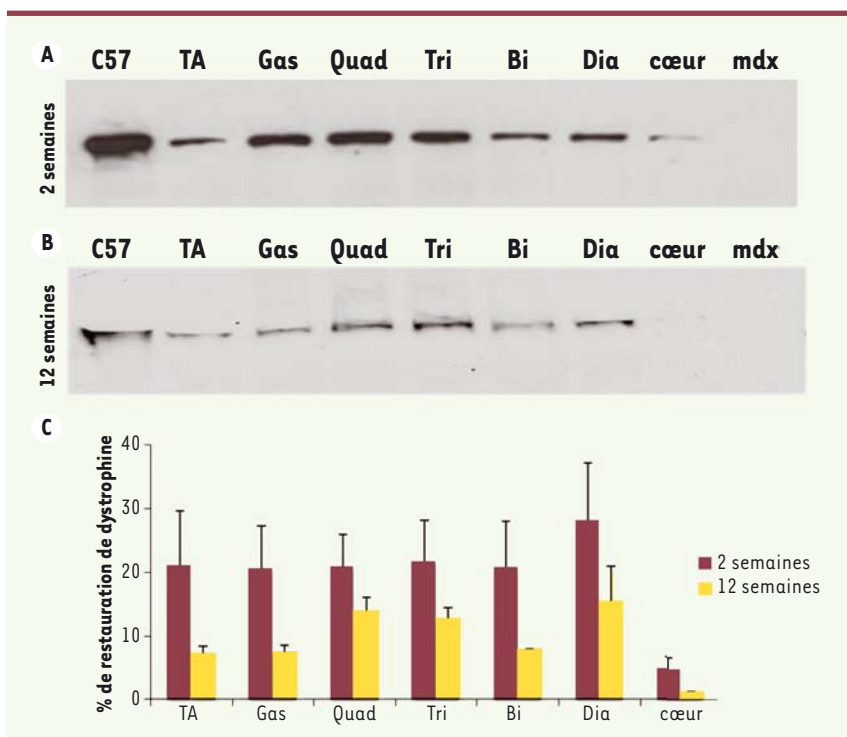 A
C57 TA Gas Quad Tri Bi Dia cœur mdx
2 semaines
B
C57 TA Gas Quad Tri Bi Dia cœur mdx
12 semaines
C
% de restauration de dystrophine
40
30
20
10
0
TA Gas Quad Tri Bi Dia cœur
2 semaines
12 semaines